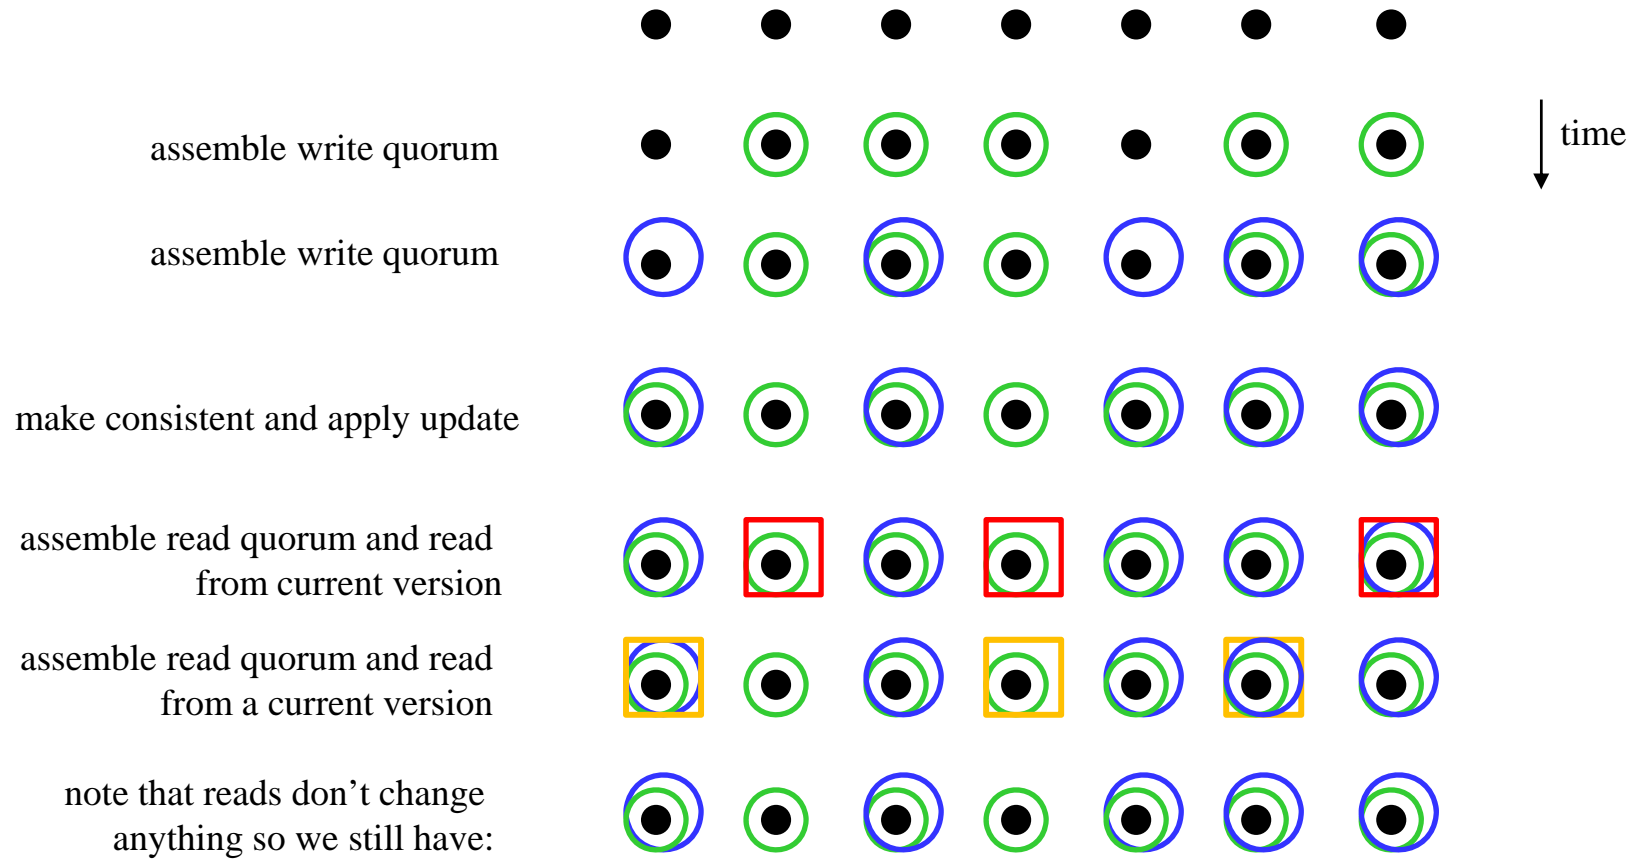 assemble write quorum
time
assemble write quorum
make consistent and apply update
assemble read quorum and read
from current version
assemble read quorum and read
from a current version
note that reads don’t change
anything so we still have: